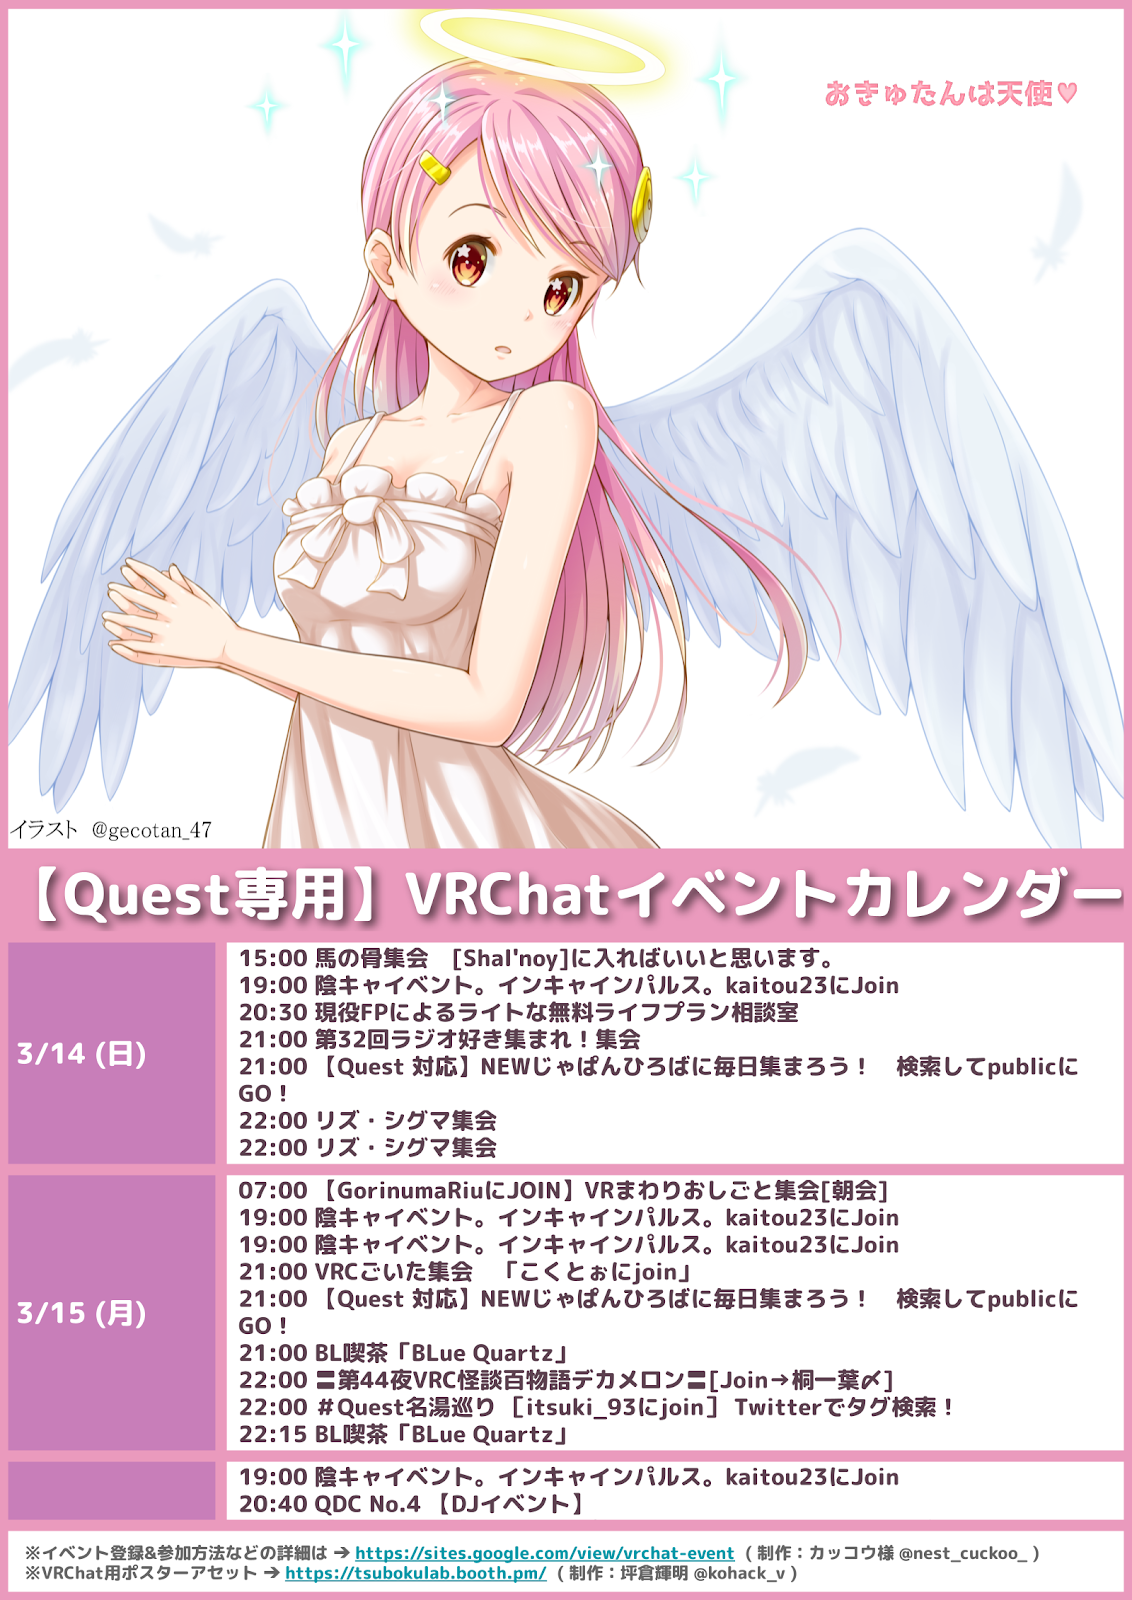 おきゅたんは天使♥
イラスト @gecotan_47
【Quest専用】VRChatイベントカレンダー
3/14 (日)
15:00 馬の骨集会　[Shal'noy]に入ればいいと思います。
19:00 陰キャイベント。インキャインパルス。kaitou23にJoin
20:30 現役FPによるライトな無料ライフプラン相談室
21:00 第32回ラジオ好き集まれ！集会
21:00 【Quest 対応】NEWじゃぱんひろばに毎日集まろう！　検索してpublicに
GO！
22:00 リズ・シグマ集会
22:00 リズ・シグマ集会
3/15 (月)
07:00 【GorinumaRiuにJOIN】VRまわりおしごと集会[朝会]
19:00 陰キャイベント。インキャインパルス。kaitou23にJoin
19:00 陰キャイベント。インキャインパルス。kaitou23にJoin
21:00 VRCごいた集会　「こくとぉにjoin」
21:00 【Quest 対応】NEWじゃぱんひろばに毎日集まろう！　検索してpublicに
GO！
21:00 BL喫茶「BLue Quartz」
22:00 〓第44夜VRC怪談百物語デカメロン〓[Join→桐一葉〆]
22:00 ＃Quest名湯巡り ［itsuki_93にjoin］ Twitterでタグ検索！
22:15 BL喫茶「BLue Quartz」
19:00 陰キャイベント。インキャインパルス。kaitou23にJoin
20:40 QDC No.4 【DJイベント】
※イベント登録&参加方法などの詳細は → https://sites.google.com/view/vrchat-event ( 制作：カッコウ様 @nest_cuckoo_ )
※VRChat用ポスターアセット → https://tsubokulab.booth.pm/ ( 制作：坪倉輝明 @kohack_v )